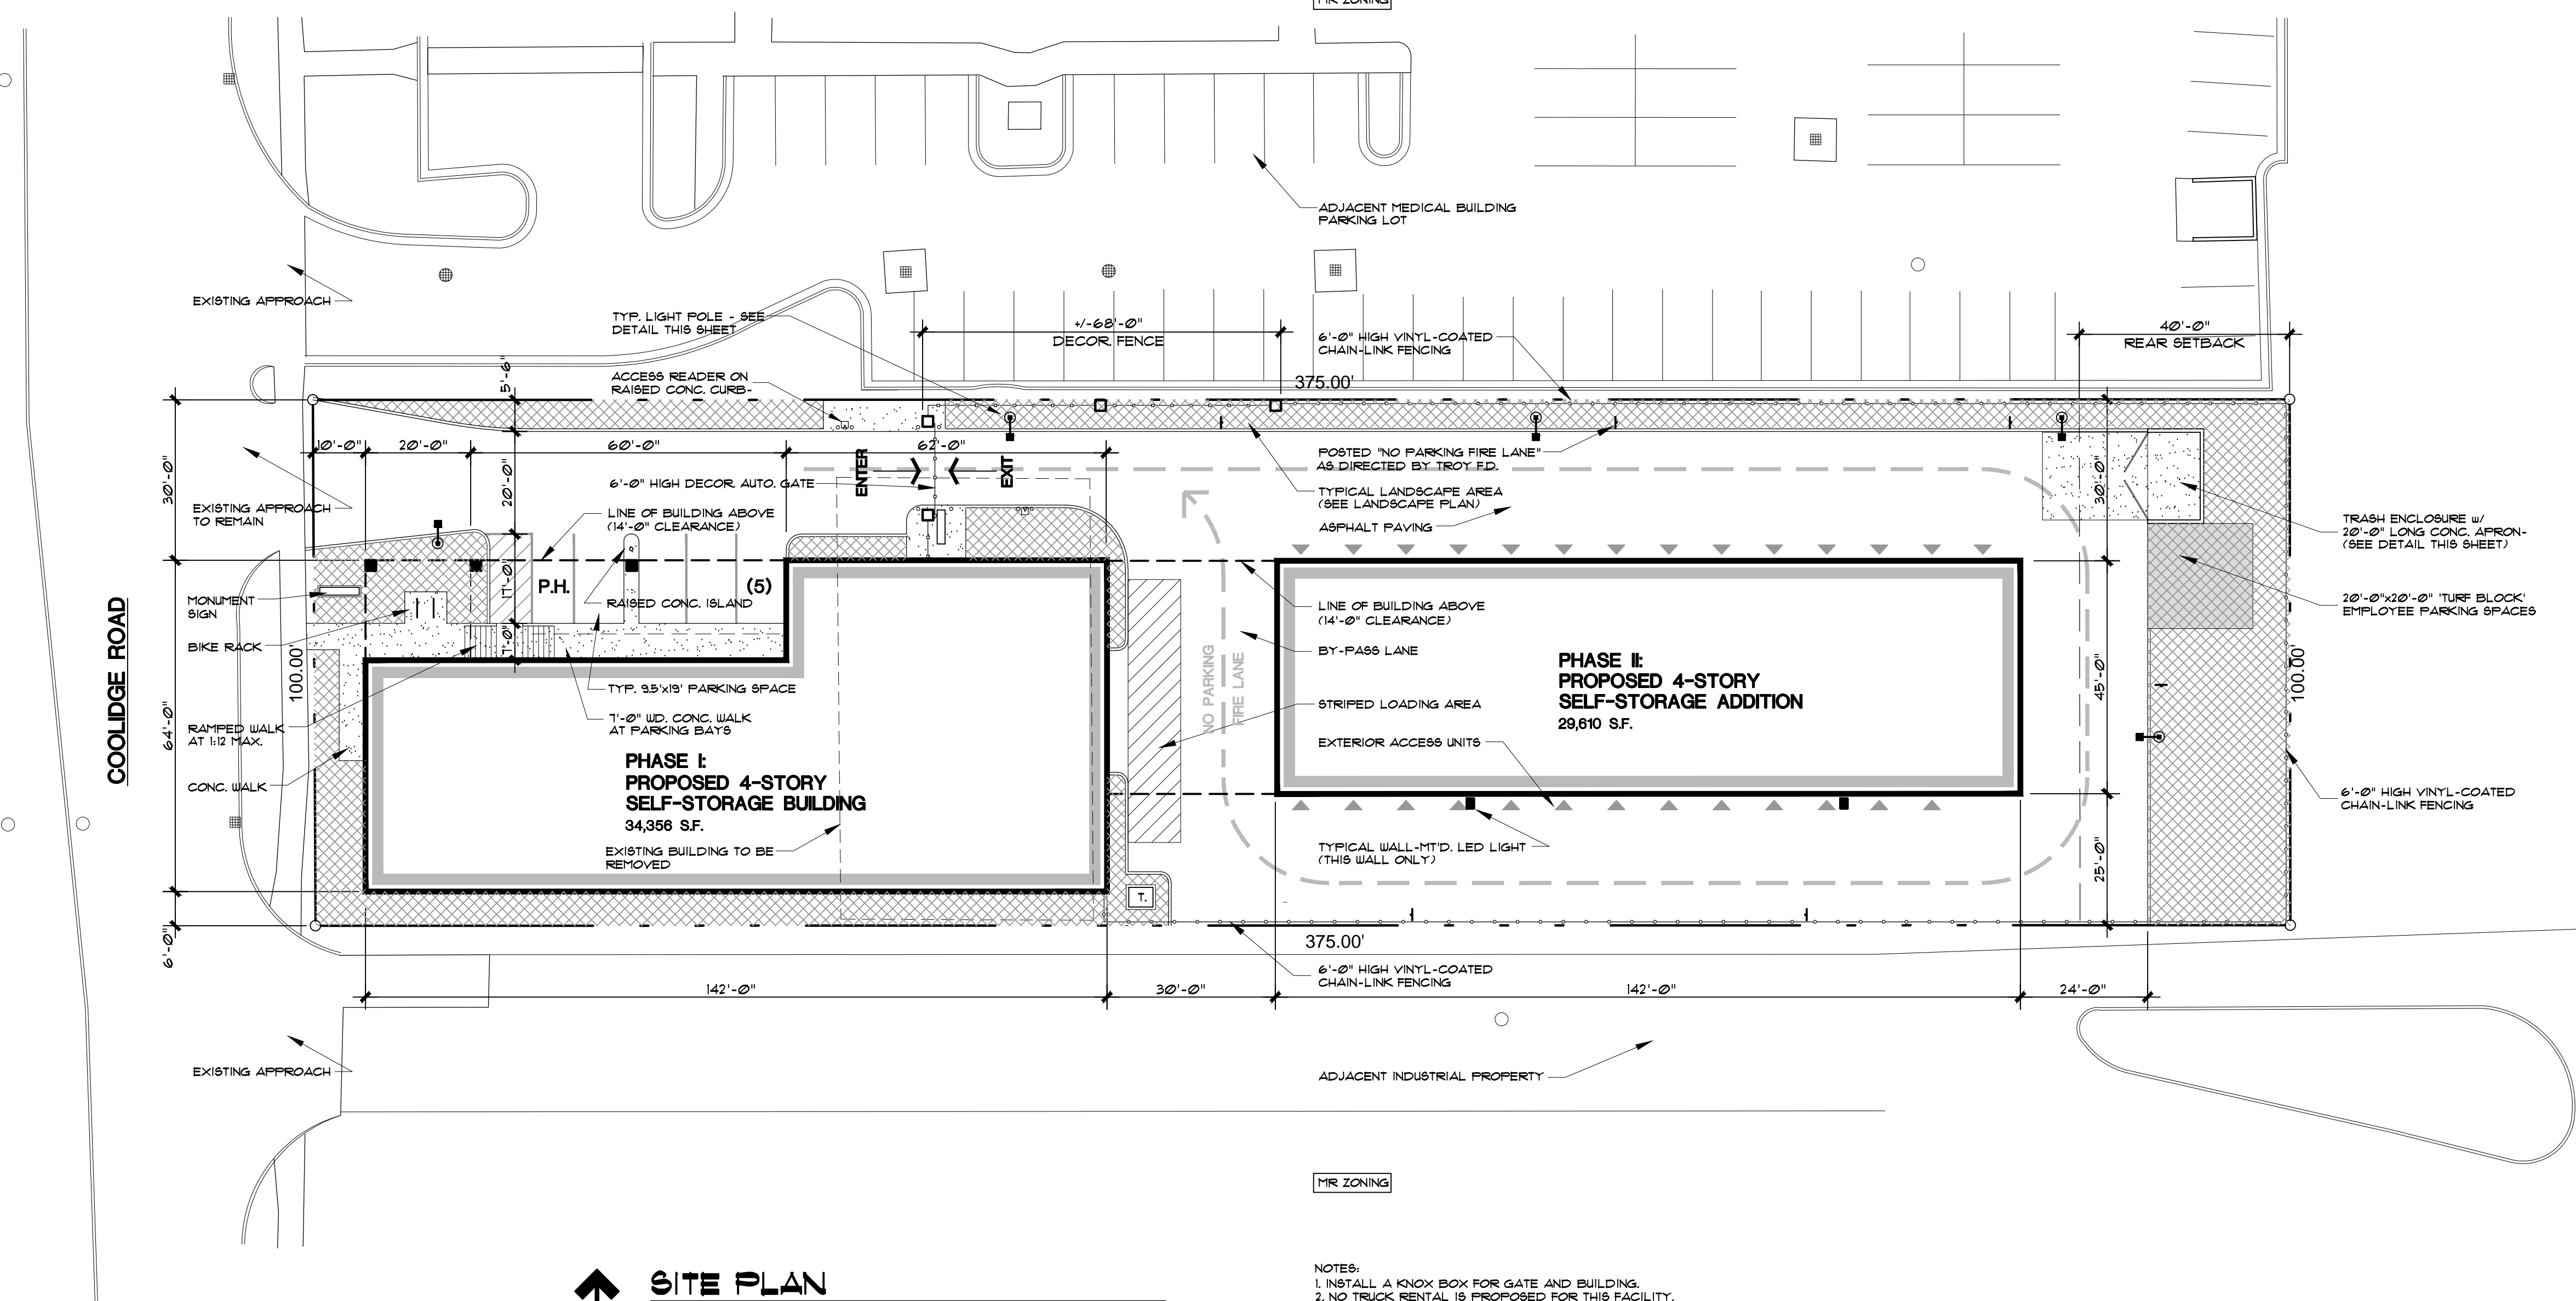 MR ZONING
ADJACENT MEDICAL BUILDING
PARKING LOT
EXISTING APPROACH
TYP. LIGHT POLE - SEE
DETAIL THIS SHEET
+/-68'-0"
DECOR. FENCE
6'-0" HIGH VINYL-COATED
CHAIN-LINK FENCING
40'-0"
REAR SETBACK
5'-6"
ACCESS READER ON
RAISED CONC. CURB
375.00'
10'-0"
20'-0"
60'-0"
62'-0"
30'-0"
20'-0"
ENTER
EXIT
POSTED "NO PARKING FIRE LANE"
AS DIRECTED BY TROY F.D.
30'-0"
6'-0" HIGH DECOR. AUTO. GATE
TYPICAL LANDSCAPE AREA
(SEE LANDSCAPE PLAN)
EXISTING APPROACH
TO REMAIN
LINE OF BUILDING ABOVE
(14'-0" CLEARANCE)
ASPHALT PAVING
TRASH ENCLOSURE w/
20'-0" LONG CONC. APRON-
(SEE DETAIL THIS SHEET)
17'-0"
P.H.
(5)
MONUMENT
SIGN
RAISED CONC. ISLAND
LINE OF BUILDING ABOVE
(14'-0" CLEARANCE)
20'-0"x20'-0" 'TURF BLOCK'
EMPLOYEE PARKING SPACES
COOLIDGE ROAD
BIKE RACK
7'-0"
100.00'
NO PARKING
FIRE LANE
BY-PASS LANE
PHASE II:
PROPOSED 4-STORY
SELF-STORAGE ADDITION
29,610 S.F.
45'-0"
100.00'
TYP. 9.5'x19' PARKING SPACE
STRIPED LOADING AREA
64'-0"
RAMPED WALK
AT 1:12 MAX.
7'-0" WD. CONC. WALK
AT PARKING BAYS
EXTERIOR ACCESS UNITS
PHASE I:
PROPOSED 4-STORY
SELF-STORAGE BUILDING
34,356 S.F.
CONC. WALK
6'-0" HIGH VINYL-COATED
CHAIN-LINK FENCING
EXISTING BUILDING TO BE
REMOVED
TYPICAL WALL-MT'D. LED LIGHT
(THIS WALL ONLY)
25'-0"
T.
6'-0"
375.00'
6'-0" HIGH VINYL-COATED
CHAIN-LINK FENCING
142'-0"
30'-0"
142'-0"
24'-0"
EXISTING APPROACH
ADJACENT INDUSTRIAL PROPERTY
MR ZONING
SITE PLAN
NOTES:
1. INSTALL A KNOX BOX FOR GATE AND BUILDING.
2. NO TRUCK RENTAL IS PROPOSED FOR THIS FACILITY.